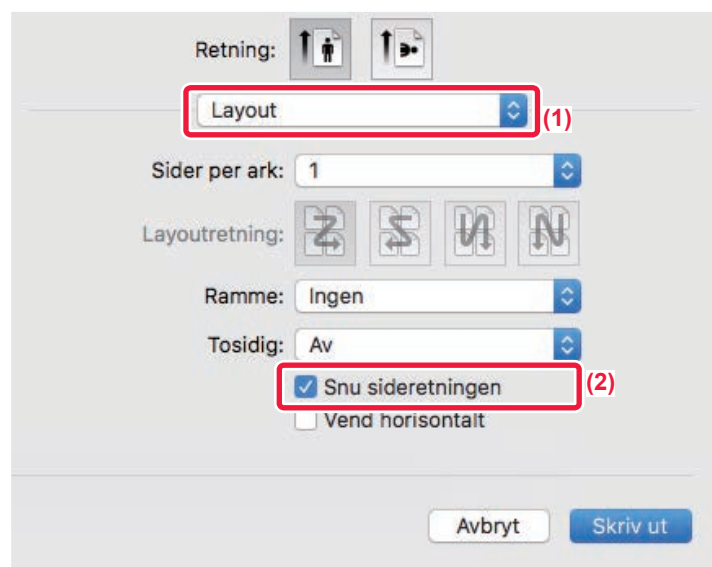 Retning:
Layout
(1)
Sider per ark: 1
Layoutretning:
Ramme: Ingen
Tosidig: Av
Snu sideretningen
(2)
Vend horisontalt
Avbryt Skriv ut